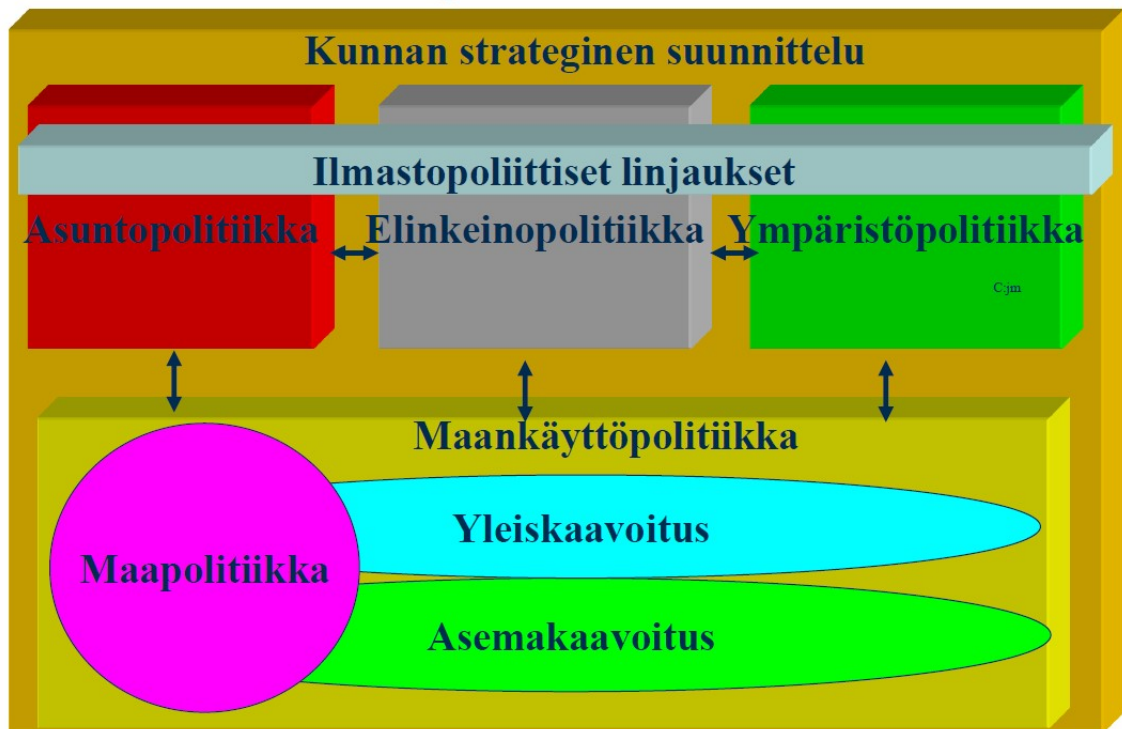 Kunnan strateginen suunnittelu
Ilmastopoliittiset linjaukset
Asuntopolitiikka
Elinkeinopolitiikka
Ympäristöpolitiikka
C:jm
Maankäyttöpolitiikka
Yleiskaavoitus
Maapolitiikka
Asemakaavoitus